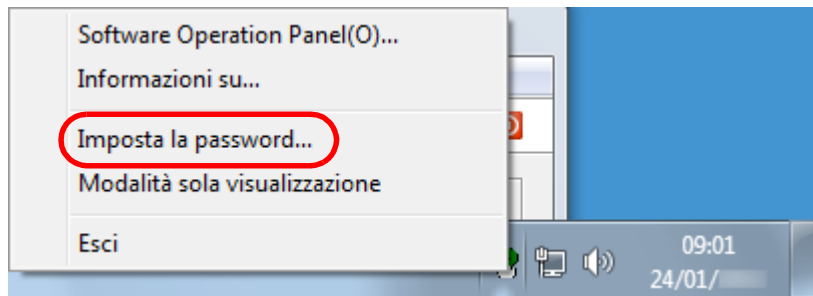 Software Operation Panel(O)...
Informazioni su...
Imposta la password...
Modalità sola visualizzazione
Esci
09:01
24/01/